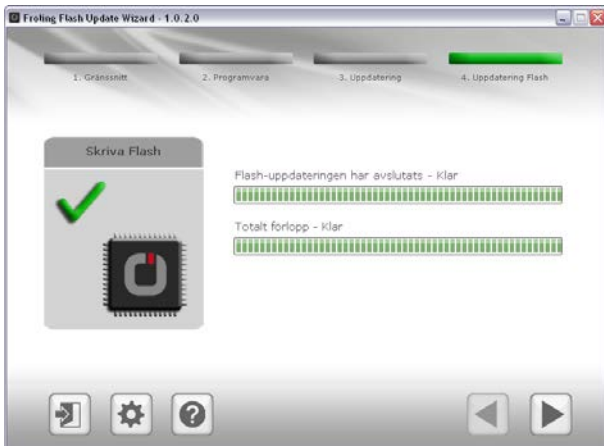 Froling Flash Update Wizard - 1.0.2.0
1. Gränssnitt
2. Programvara
3. Uppdatering
4. Uppdatering Flash
Skriva Flash
Flash-uppdateringen har avslutats - Klar
Totalt förlopp - Klar
?